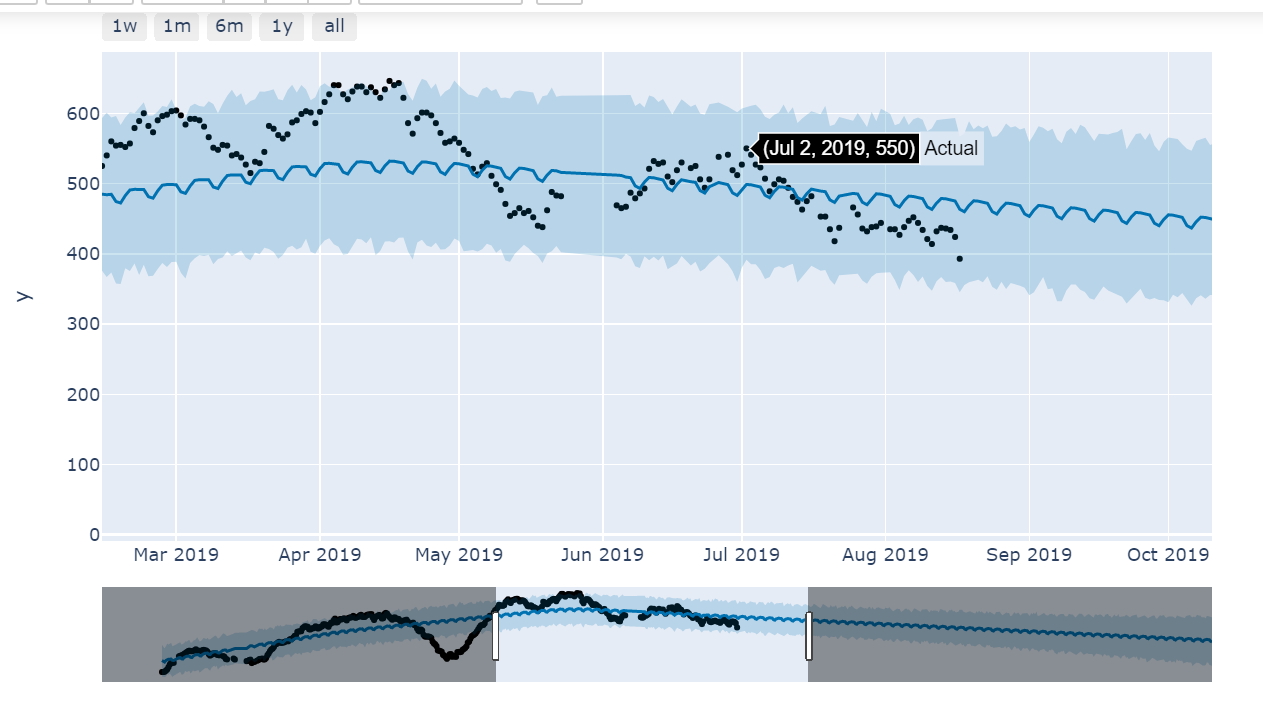 1w 1m 6m 1y all
600
(Jul 2, 2019, 550) Actual
500
400
y
300
200
100
0
Mar 2019 Apr 2019 May 2019 Jun 2019 Jul 2019 Aug 2019 Sep 2019 Oct 2019